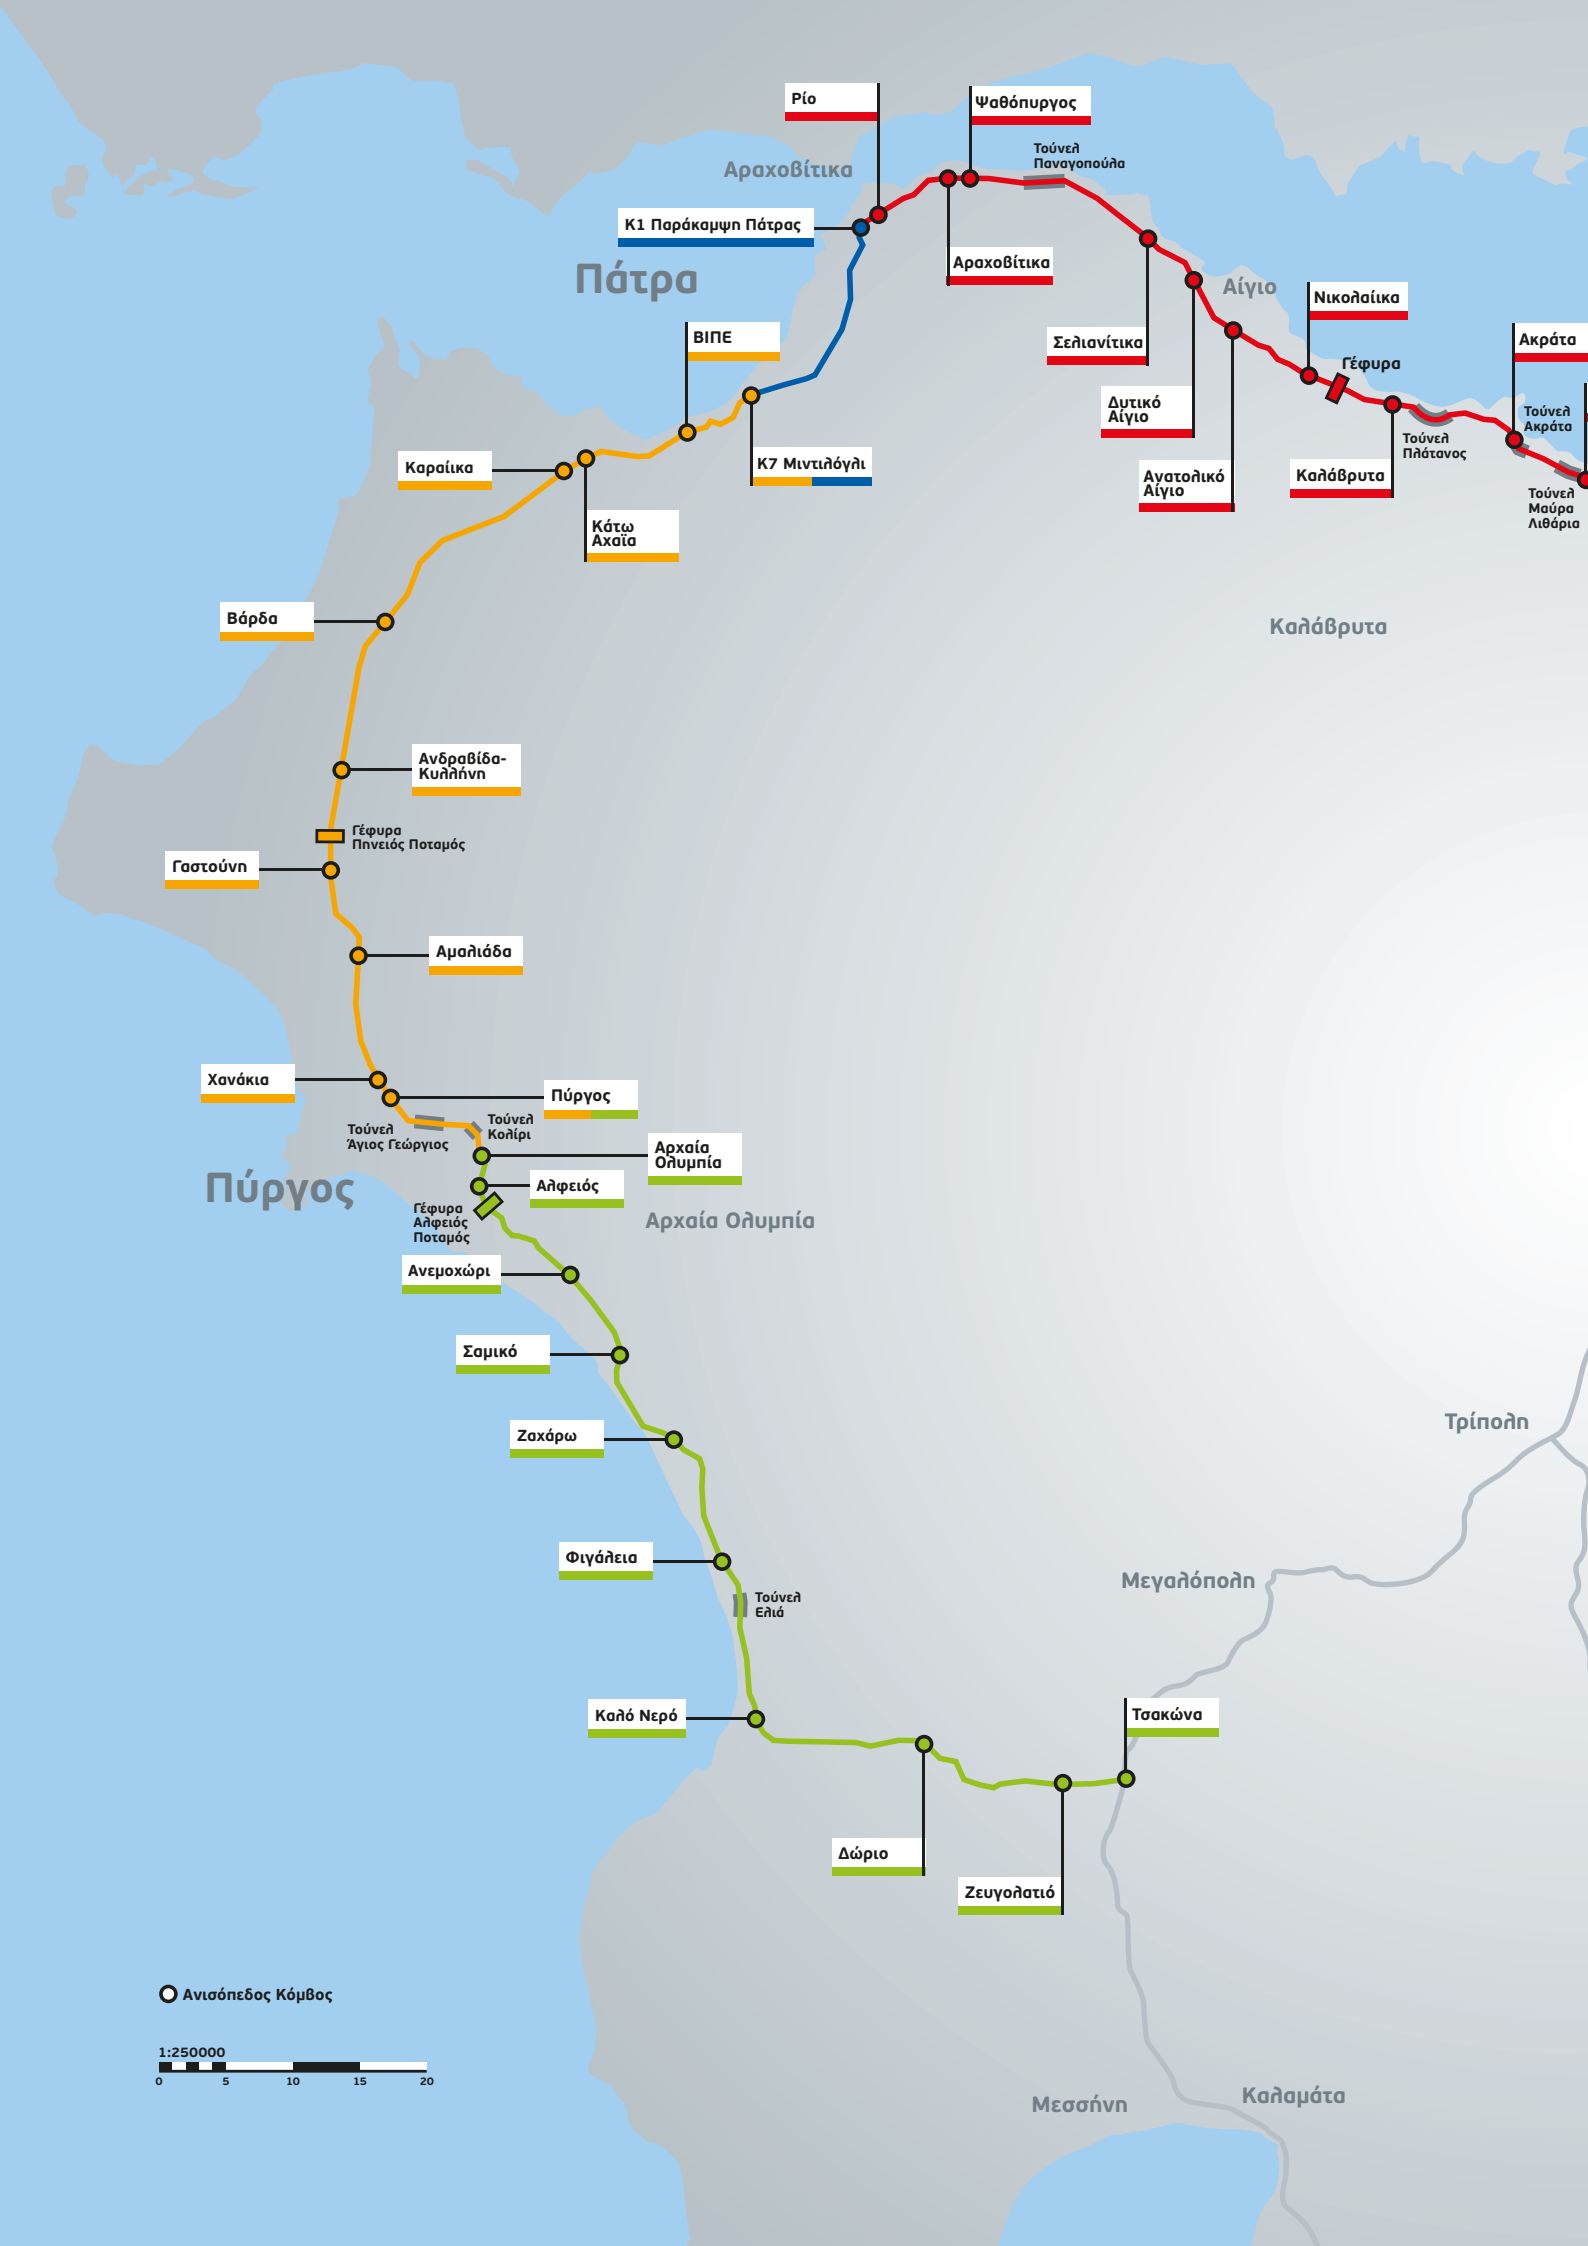 Ρίο
Ψαθόπυργος
Τούνελ
Παναγοπούλα
Αραχοβίτικα
Κ1 Παράκαμψη Πάτρας
Πάτρα
Αραχοβίτικα
Αίγιο
Νικολαίικα
Σελιανίτικα
ΒΙΠΕ
Γέφυρα
Ακράτα
Δυτικό
Αίγιο
Τούνελ
Ακράτα
Τούνελ
Πλάτανος
Καραίικα
Κ7 Μιντιλόγλι
Ανατολικό
Αίγιο
Καλάβρυτα
Τούνελ
Μαύρα
Λιθάρια
Κάτω
Αχαϊα
Βάρδα
Καλάβρυτα
Ανδραβίδα-
Κυλλήνη
Γέφυρα
Πηνειός Ποταμός
Γαστούνη
Αμαλιάδα
Χανάκια
Πύργος
Τούνελ
Άγιος Γεώργιος
Τούνελ
Κολίρι
Αρχαία
Ολυμπία
Πύργος
Αλφειός
Γέφυρα
Αλφειός
Ποταμός
Αρχαία Ολυμπία
Ανεμοχώρι
Σαμικό
Ζαχάρω
Τρίπολη
Φιγάλεια
Μεγαλόπολη
Τούνελ
Ελιά
Καλό Νερό
Τσακώνα
Δώριο
Ζευγολατιό
Ανισόπεδος Κόμβος
1:250000
0 5 10 15 20
Μεσσήνη
Καλαμάτα